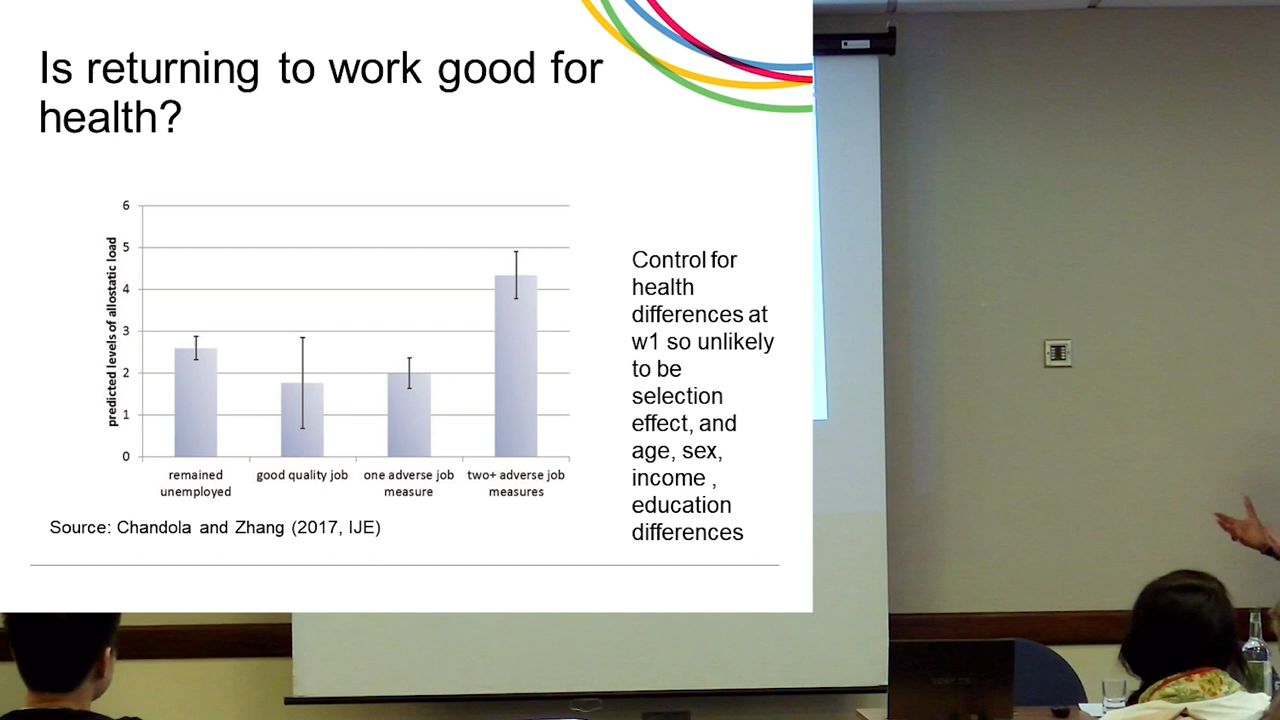 Is returning to work good for
health?
predicted levels of allostatic load
6
5
4
3
2
1
0
remained
unemployed
good quality job
one adverse job
measure
two+ adverse job
measures
Source: Chandola and Zhang (2017, IJE)
Control for
health
differences at
w1 so unlikely
to be
selection
effect, and
age, sex,
income ,
education
differences